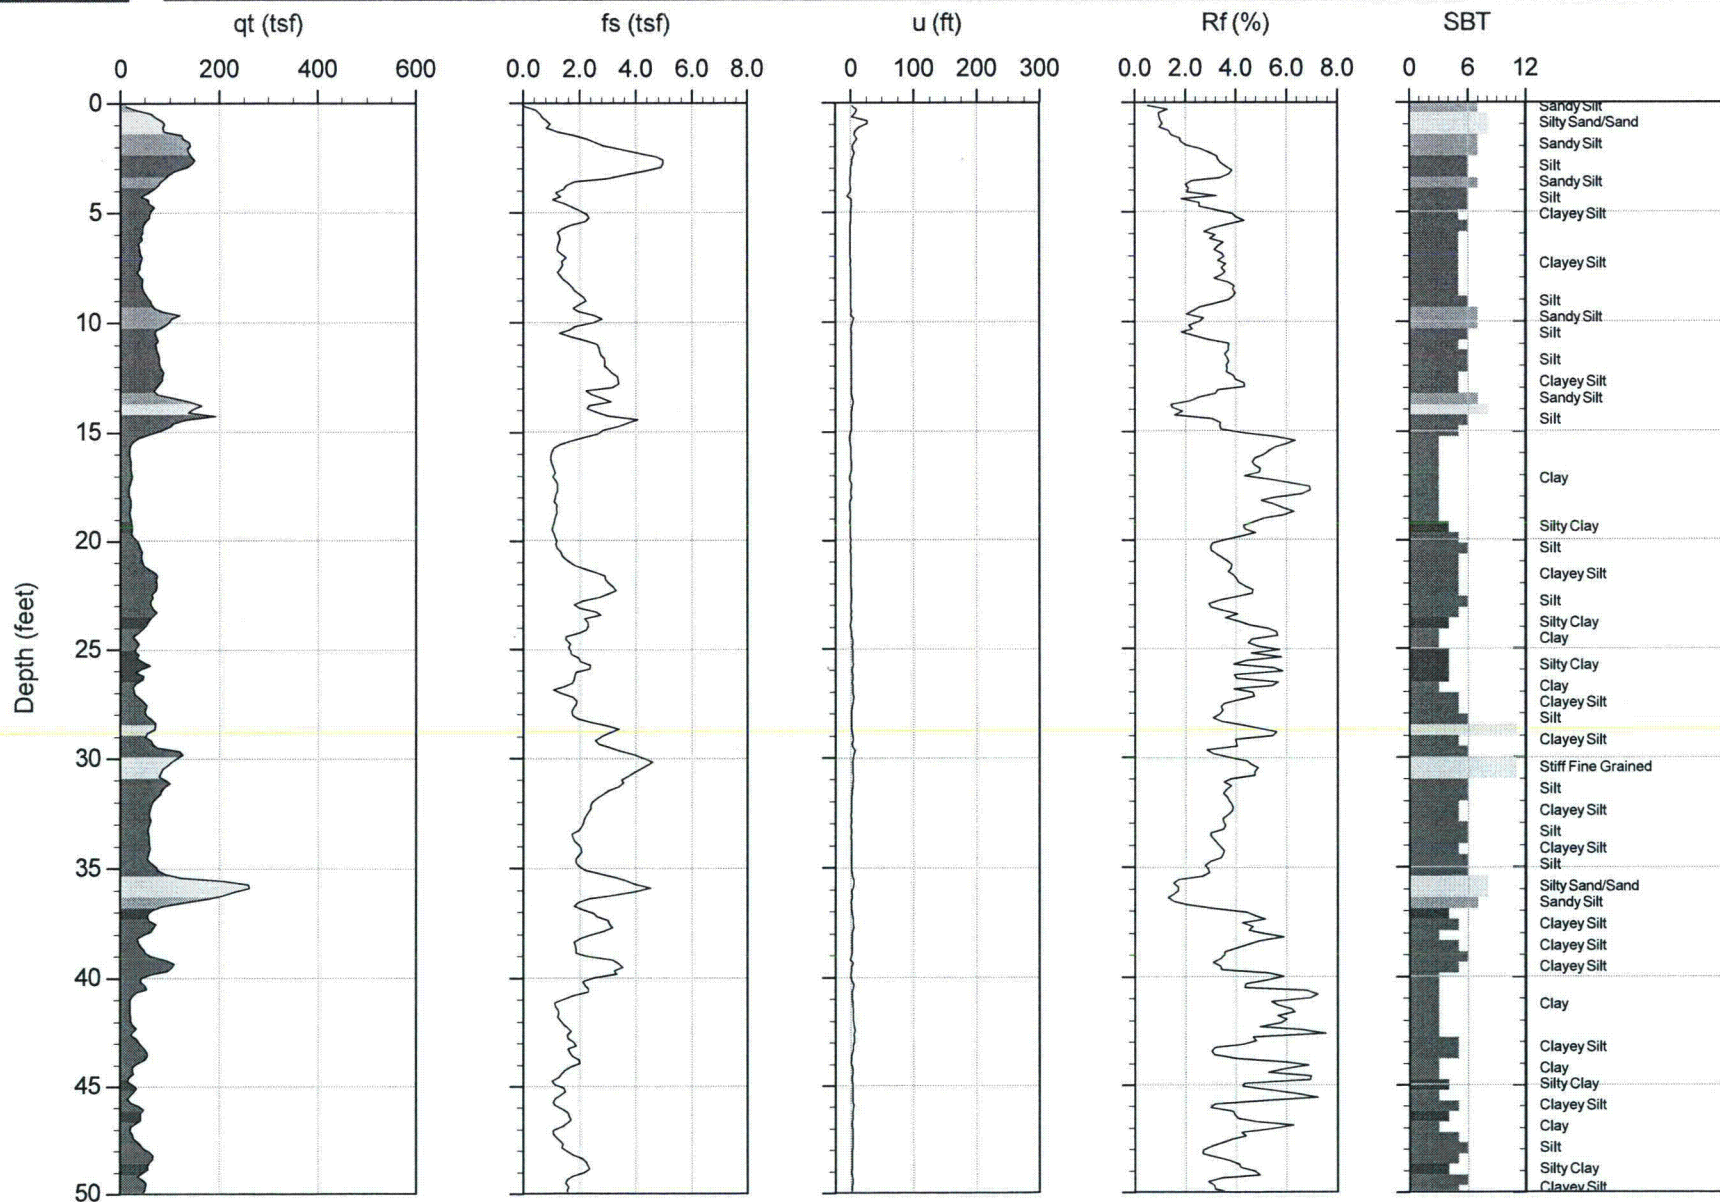 qt (tsf) fs (tsf) u (ft) Rf (%) SBT
0 200 400 600 0.0 2.0 4.0 6.0 8.0 0 100 200 300 0.0 2.0 4.0 6.0 8.0 0 6 12
Depth (feet)
0
5
10
15
20
25
30
35
40
45
50
Sandy Silt
Silty Sand/Sand
Sandy Silt
Silt
Sandy Silt
Silt
Clayey Silt
Clayey Silt
Silt
Sandy Silt
Silt
Silt
Clayey Silt
Sandy Silt
Silt
Clay
Silty Clay
Silt
Clayey Silt
Silt
Silty Clay
Clay
Silty Clay
Clay
Clayey Silt
Silt
Clayey Silt
Stiff Fine Grained
Silt
Clayey Silt
Silt
Clayey Silt
Silt
Silty Sand/Sand
Sandy Silt
Clayey Silt
Clayey Silt
Clayey Silt
Clay
Clayey Silt
Clay
Silty Clay
Clayey Silt
Clay
Silt
Silty Clay
Clayey Silt